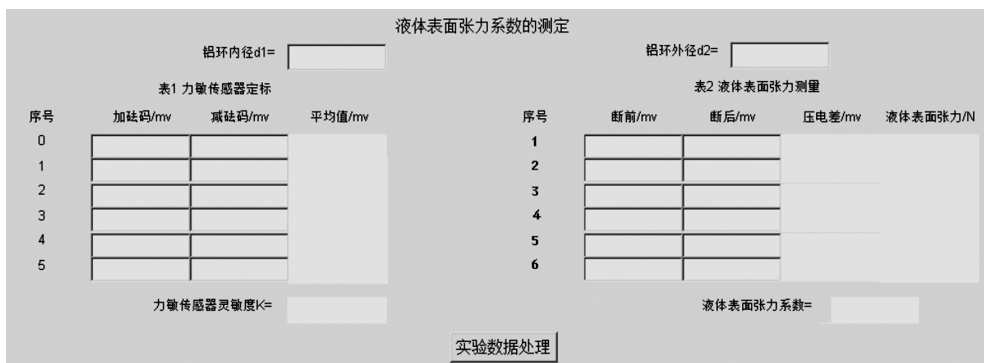 液体表面张力系数的测定
铝环内径d1= 铝环外径d2=
表1 力敏传感器定标 表2 液体表面张力测量
序号 加砝码/mv 减砝码/mv 平均值/mv 序号 断前/mv 断后/mv 压电差/mv 液体表面张力/N
0 1
1 2
2 3
3 4
4 5
5 6
力敏传感器灵敏度K= 液体表面张力系数=
实验数据处理